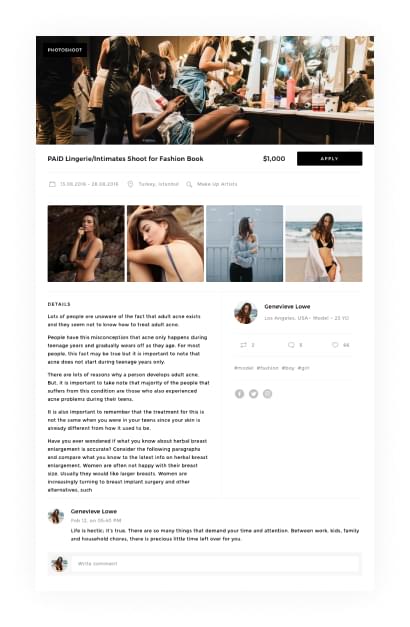 PHOTOSHOOT
PAID Lingerie/Intimates Shoot for Fashion Book
$1,000
APPLY
15.08.2016 - 28.08.2016
Turkey, Istanbul
Make Up Artists
DETAILS
Lots of people are unaware of the fact that adult acne exists
and they seem not to know how to treat adult acne.
People have this misconception that acne only happens during
teenage years and gradually wears off as they age. For most
people, this fact may be true but it is important to note that
acne does not start during teenage years only.
There are lots of reasons why a person develops adult acne.
But, it is important to take note that majority of the people that
suffers from this condition are those who also experienced
acne problems during their teens.
It is also important to remember that the treatment for this is
not the same when you were in your teens since your skin is
already different from how it used to be.
Have you ever wondered if what you know about herbal breast
enlargement is accurate? Consider the following paragraphs
and compare what you know to the latest info on herbal breast
enlargement. Women are often not happy with their breast
size. Usually they would like larger breasts. Women are
increasingly turning to breast implant surgery and other
alternatives, such
Genevieve Lowe
Los Angeles, USA • Model • 25 YO
#model #fashion #boy #girl
Genevieve Lowe
Feb 12, on 05:40 PM
Life is hectic; it's true. There are so many things that demand your time and attention. Between work, kids, family
and household chores, there is precious little time left over for you.
Write comment